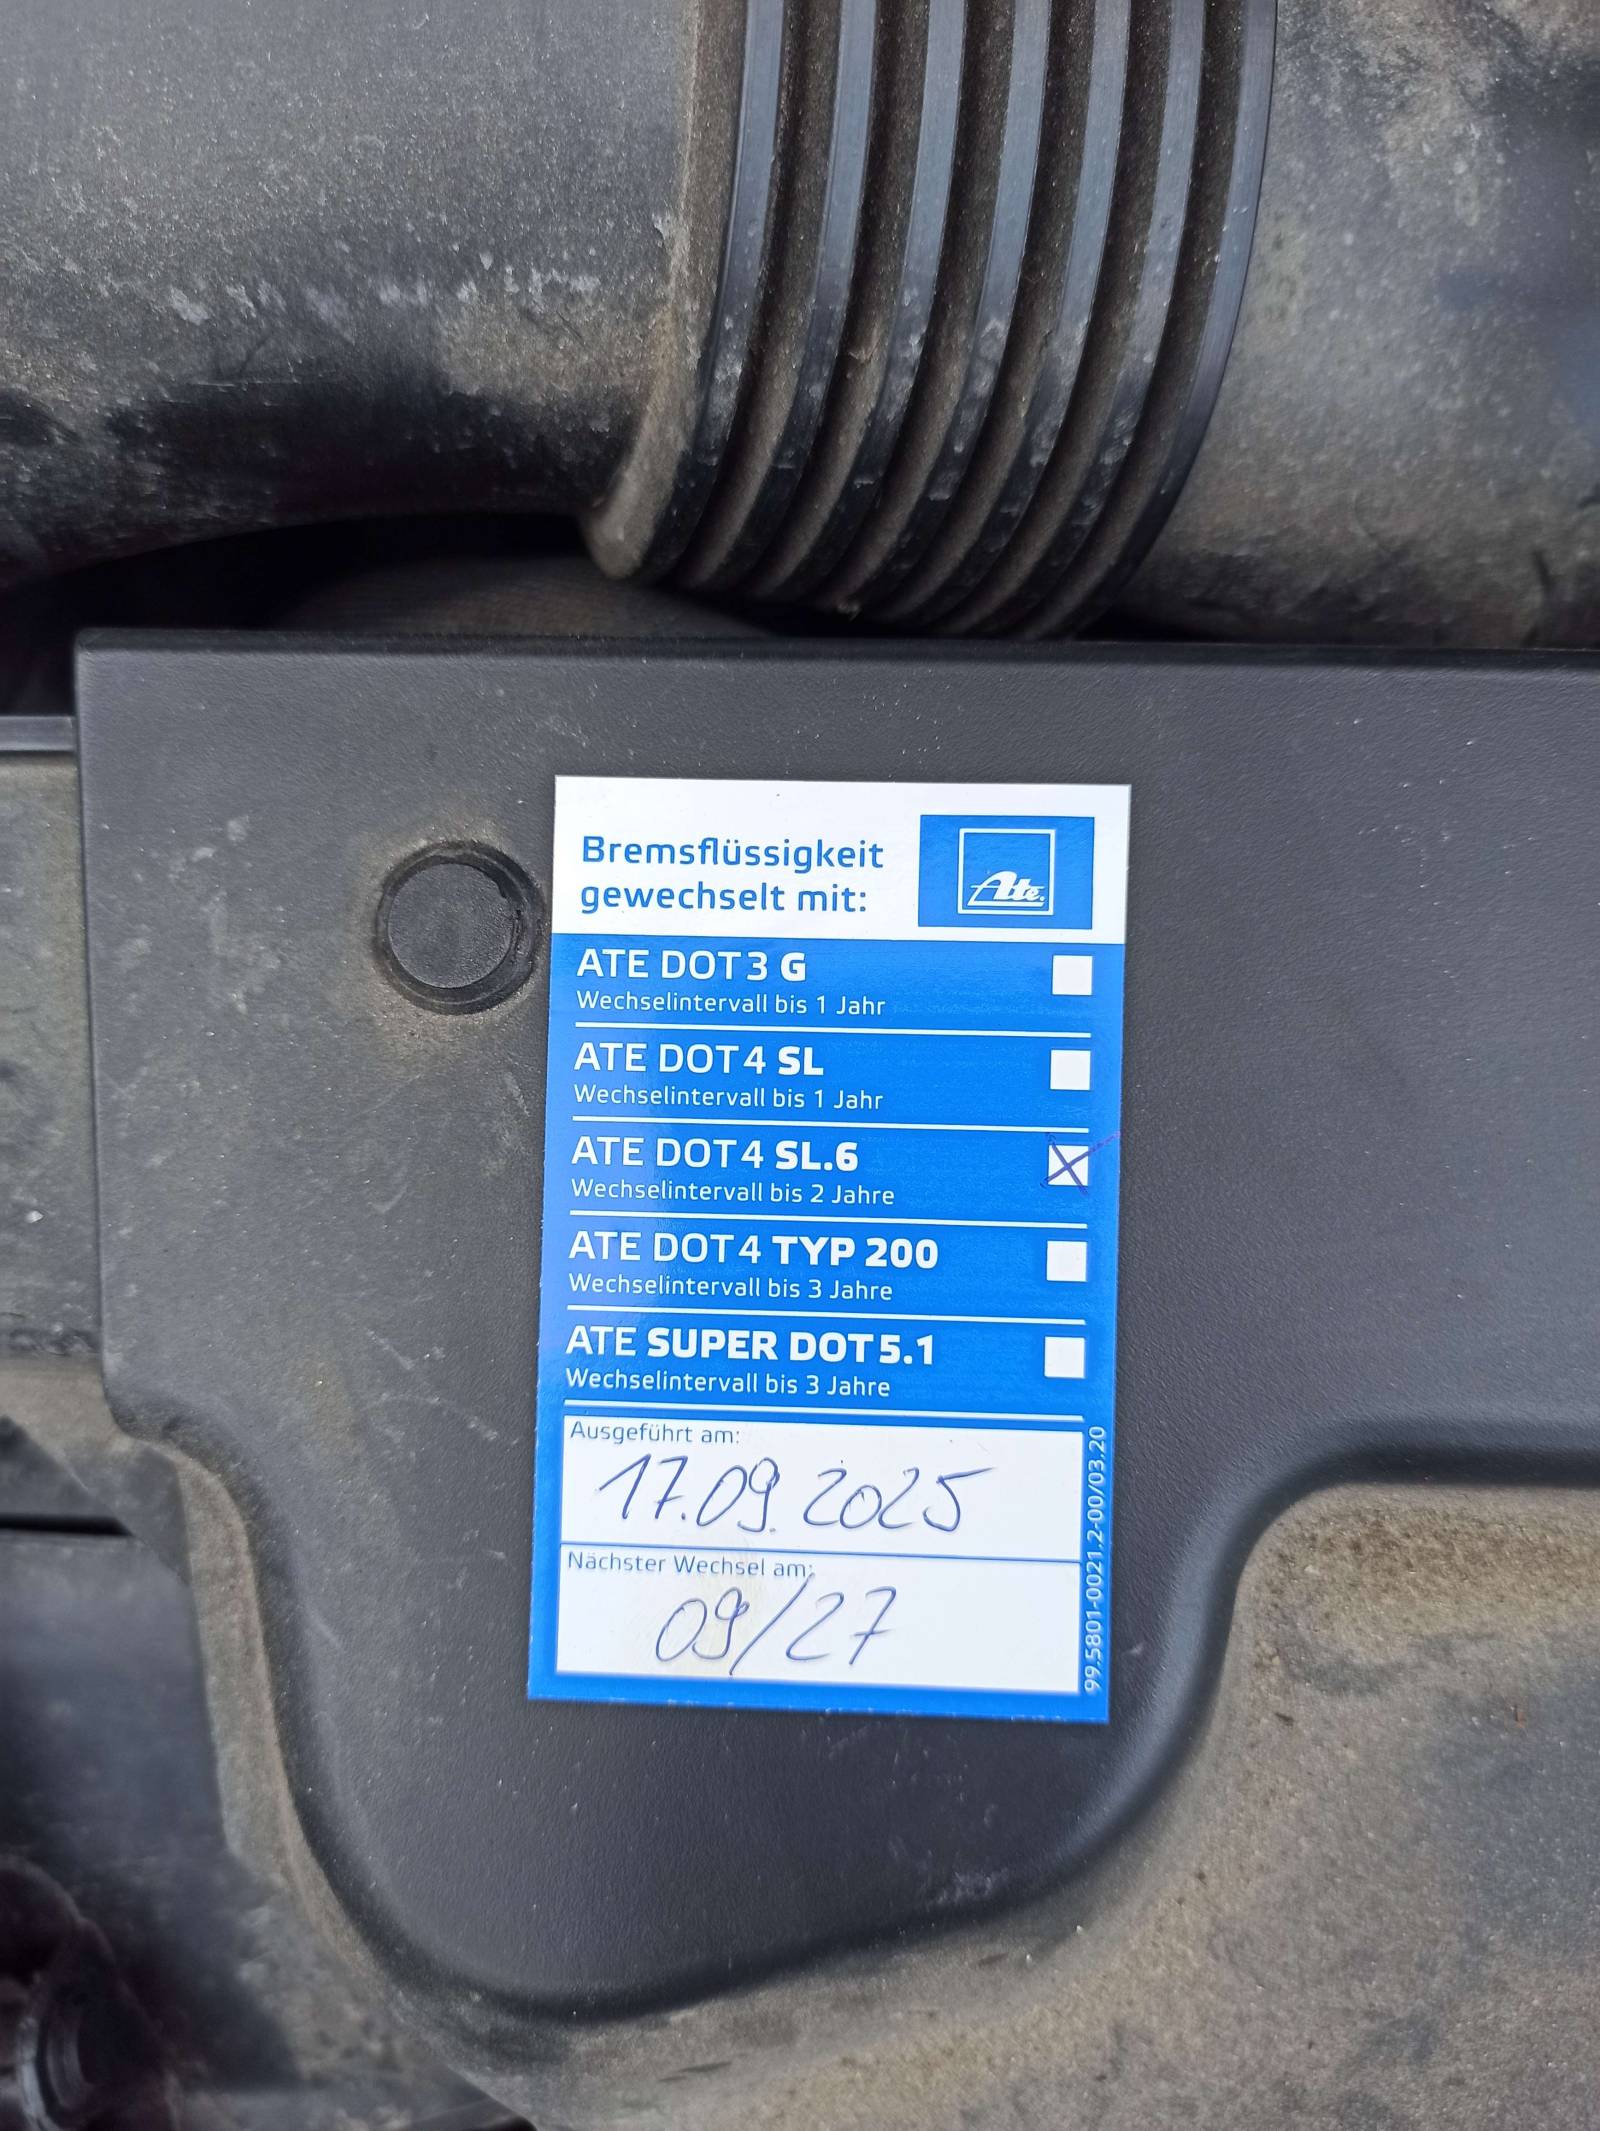 Bremsflüssigkeit
gewechselt mit:
Ate.
ATE DOT 3 G
Wechselintervall bis 1 Jahr
ATE DOT 4 SL
Wechselintervall bis 1 Jahr
ATE DOT 4 SL.6
Wechselintervall bis 2 Jahre
ATE DOT 4 TYP 200
Wechselintervall bis 3 Jahre
ATE SUPER DOT 5.1
Wechselintervall bis 3 Jahre
Ausgeführt am:
17.09.2025
Nächster Wechsel am:
09/27
99.5801-0021.2-00/03.20